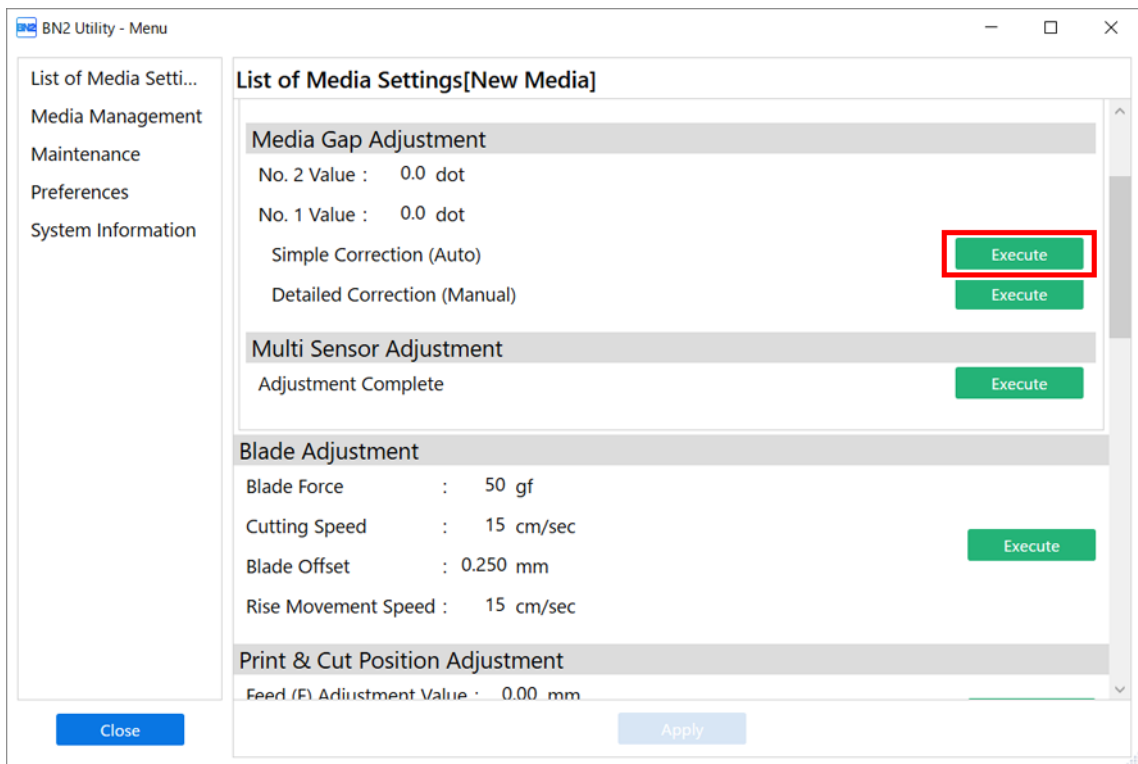 BN2 BN2 Utility - Menu
List of Media Setti...
Media Management
Maintenance
Preferences
System Information
Close
List of Media Settings[New Media]
Media Gap Adjustment
No. 2 Value : 0.0 dot
No. 1 Value : 0.0 dot
Simple Correction (Auto) Execute
Detailed Correction (Manual) Execute
Multi Sensor Adjustment
Adjustment Complete Execute
Blade Adjustment
Blade Force : 50 gf
Cutting Speed : 15 cm/sec
Execute
Blade Offset : 0.250 mm
Rise Movement Speed : 15 cm/sec
Print & Cut Position Adjustment
Feed (F) Adjustment Value : 0.00 mm
Apply